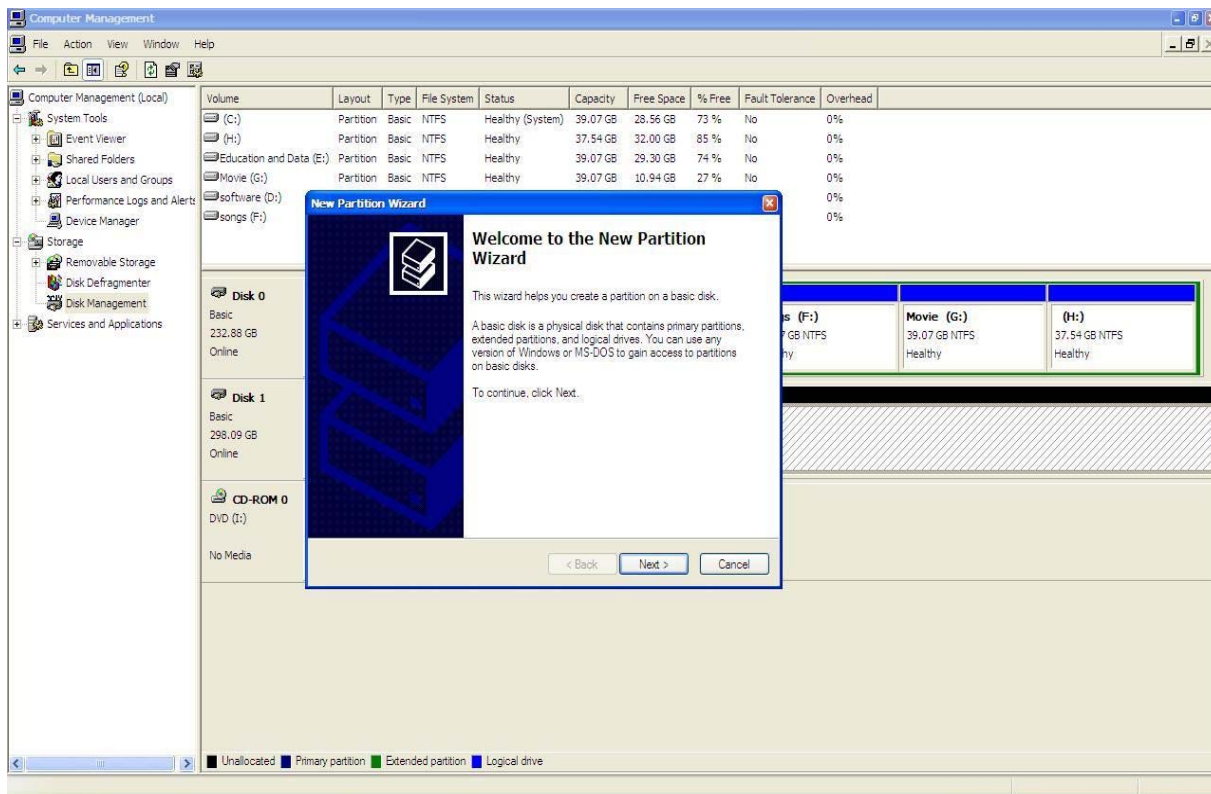 Computer Management
File Action View Window Help
Computer Management (Local)
System Tools
Event Viewer
Shared Folders
Local Users and Groups
Performance Logs and Alerts
Device Manager
Storage
Removable Storage
Disk Defragmenter
Disk Management
Services and Applications
Volume Layout Type File System Status Capacity Free Space % Free Fault Tolerance Overhead
(C:) Partition Basic NTFS Healthy (System) 39.07 GB 28.56 GB 73 % No 0%
(H:) Partition Basic NTFS Healthy 37.54 GB 32.00 GB 85 % No 0%
Education and Data (E:) Partition Basic NTFS Healthy 39.07 GB 29.30 GB 74 % No 0%
Movie (G:) Partition Basic NTFS Healthy 39.07 GB 10.94 GB 27 % No 0%
software (D:) 0%
songs (F:) 0%
New Partition Wizard
Welcome to the New Partition
Wizard
This wizard helps you create a partition on a basic disk.
A basic disk is a physical disk that contains primary partitions,
extended partitions, and logical drives. You can use any
version of Windows or MS-DOS to gain access to partitions
on basic disks.
To continue, click Next.
< Back Next > Cancel
Disk 0
Basic
232.88 GB
Online
(F:)
GB NTFS
Movie (G:)
39.07 GB NTFS
Healthy
(H:)
37.54 GB NTFS
Healthy
Disk 1
Basic
298.09 GB
Online
CD-ROM 0
DVD (I:)
No Media
Unallocated Primary partition Extended partition Logical drive